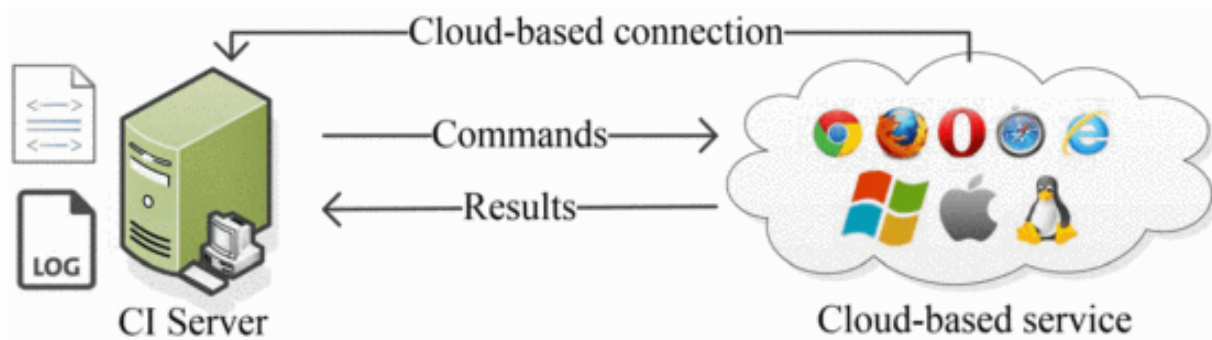 Cloud-based connection
Commands
Results
LOG
CI Server
Cloud-based service